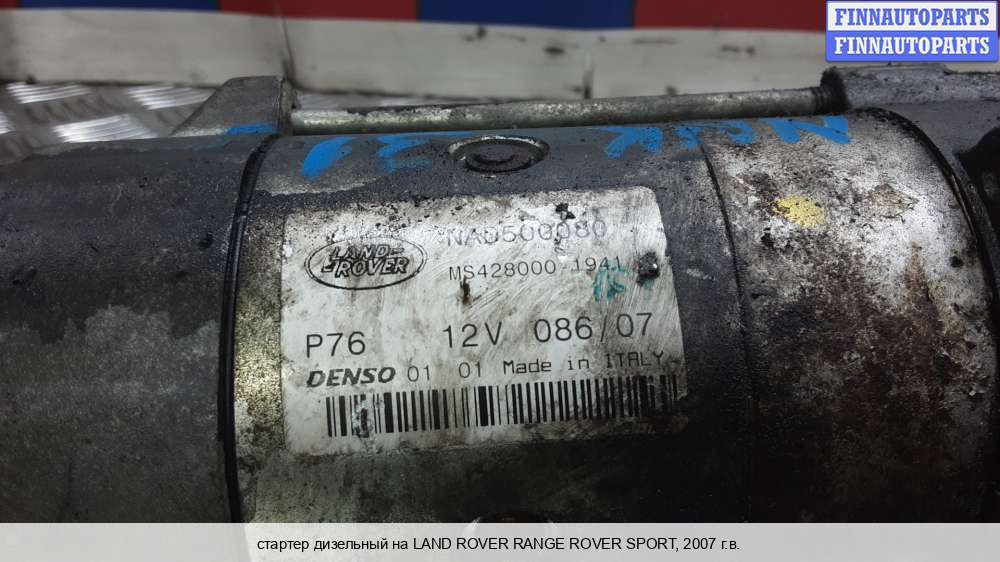 FINNAUTOPARTS
FINNAUTOPARTS
NAD500080
LAND-
-ROVER
MS428000-1941
P76 12V 086/07
DENSO 01 01 Made in ITALY
стартер дизельный на LAND ROVER RANGE ROVER SPORT, 2007 г.в.